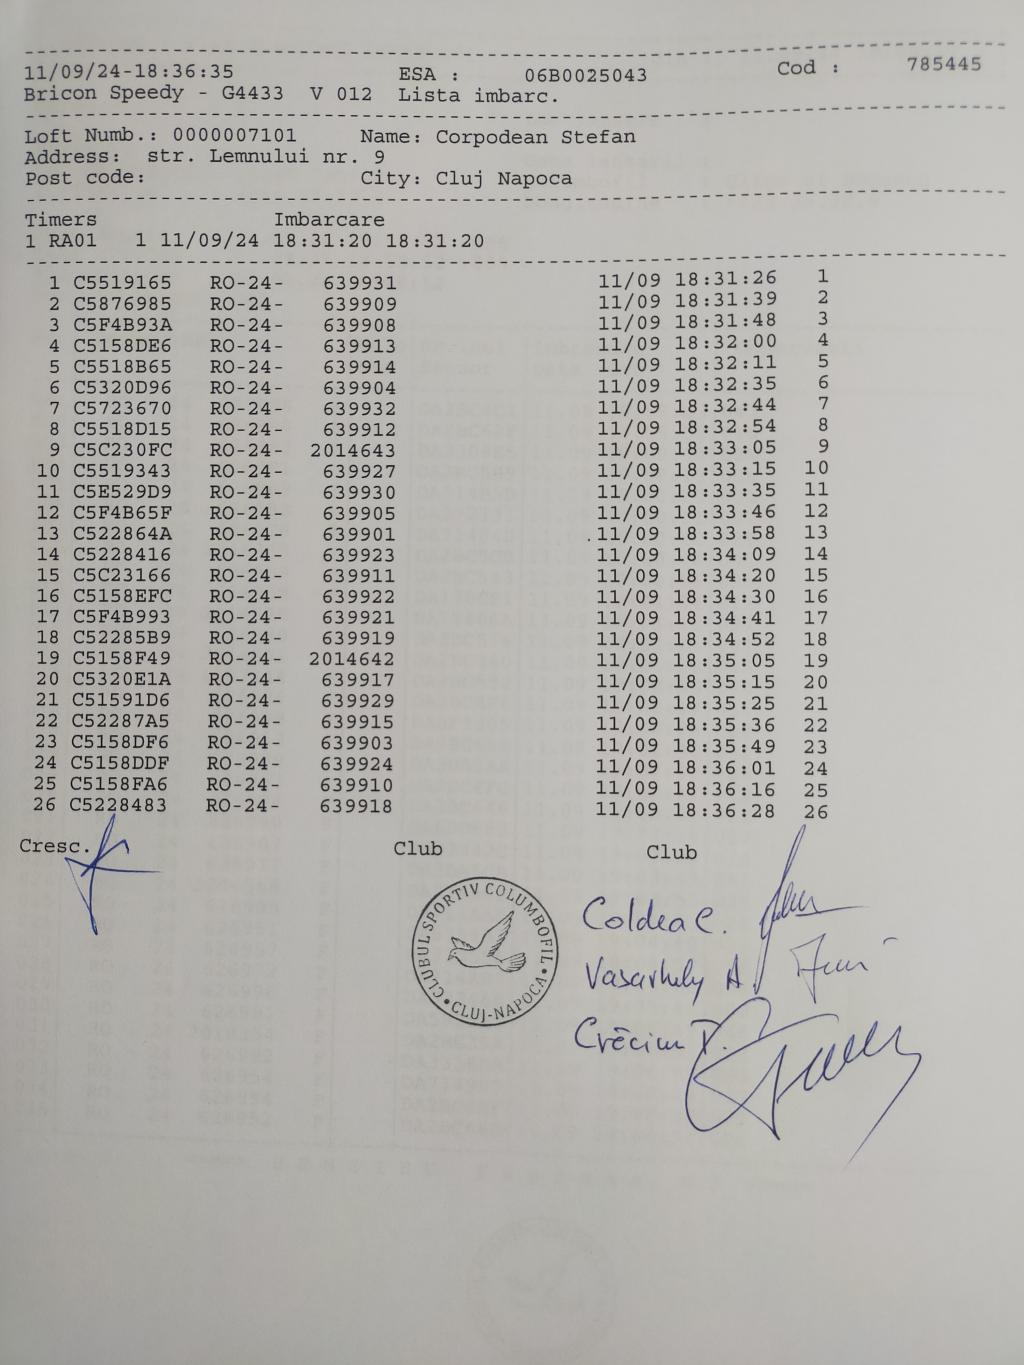 11/09/24-18:36:35 ESA : 06B0025043 Cod : 785445
Bricon Speedy - G4433 V 012 Lista imbarc.
Loft Numb.: 0000007101 Name: Corpodean Stefan
Address: str. Lemnului nr. 9
Post code: City: Cluj Napoca
Timers Imbarcare
1 RA01 1 11/09/24 18:31:20 18:31:20
1 C5519165 RO-24- 639931 11/09 18:31:26 1
2 C5876985 RO-24- 639909 11/09 18:31:39 2
3 C5F4B93A RO-24- 639908 11/09 18:31:48 3
4 C5158DE6 RO-24- 639913 11/09 18:32:00 4
5 C5518B65 RO-24- 639914 11/09 18:32:11 5
6 C5320D96 RO-24- 639904 11/09 18:32:35 6
7 C5723670 RO-24- 639932 11/09 18:32:44 7
8 C5518D15 RO-24- 639912 11/09 18:32:54 8
9 C5C230FC RO-24- 2014643 11/09 18:33:05 9
10 C5519343 RO-24- 639927 11/09 18:33:15 10
11 C5E529D9 RO-24- 639930 11/09 18:33:35 11
12 C5F4B65F RO-24- 639905 11/09 18:33:46 12
13 C522864A RO-24- 639901 11/09 18:33:58 13
14 C5228416 RO-24- 639923 11/09 18:34:09 14
15 C5C23166 RO-24- 639911 11/09 18:34:20 15
16 C5158EFC RO-24- 639922 11/09 18:34:30 16
17 C5F4B993 RO-24- 639921 11/09 18:34:41 17
18 C52285B9 RO-24- 639919 11/09 18:34:52 18
19 C5158F49 RO-24- 2014642 11/09 18:35:05 19
20 C5320E1A RO-24- 639917 11/09 18:35:15 20
21 C51591D6 RO-24- 639929 11/09 18:35:25 21
22 C52287A5 RO-24- 639915 11/09 18:35:36 22
23 C5158DF6 RO-24- 639903 11/09 18:35:49 23
24 C5158DDF RO-24- 639924 11/09 18:36:01 24
25 C5158FA6 RO-24- 639910 11/09 18:36:16 25
26 C5228483 RO-24- 639918 11/09 18:36:28 26
Cresc. Club Club
CLUBUL SPORTIV COLUMBOFIL
CLUJ-NAPOCA
Coldea C.
Vasarhely A